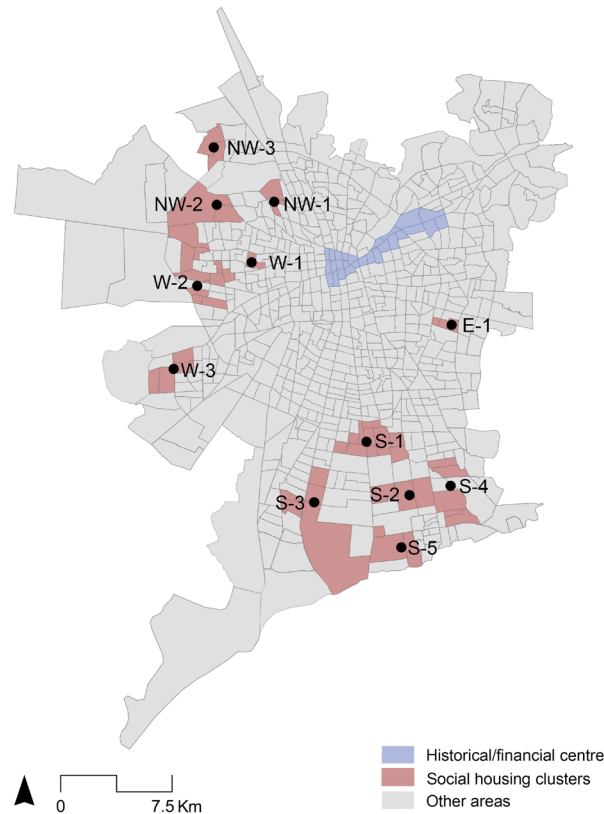 NW-3
NW-2
NW-1
W-1
W-2
E-1
W-3
S-1
S-2
S-4
S-3
S-5
Historical/financial centre
Social housing clusters
Other areas
0 7.5 Km